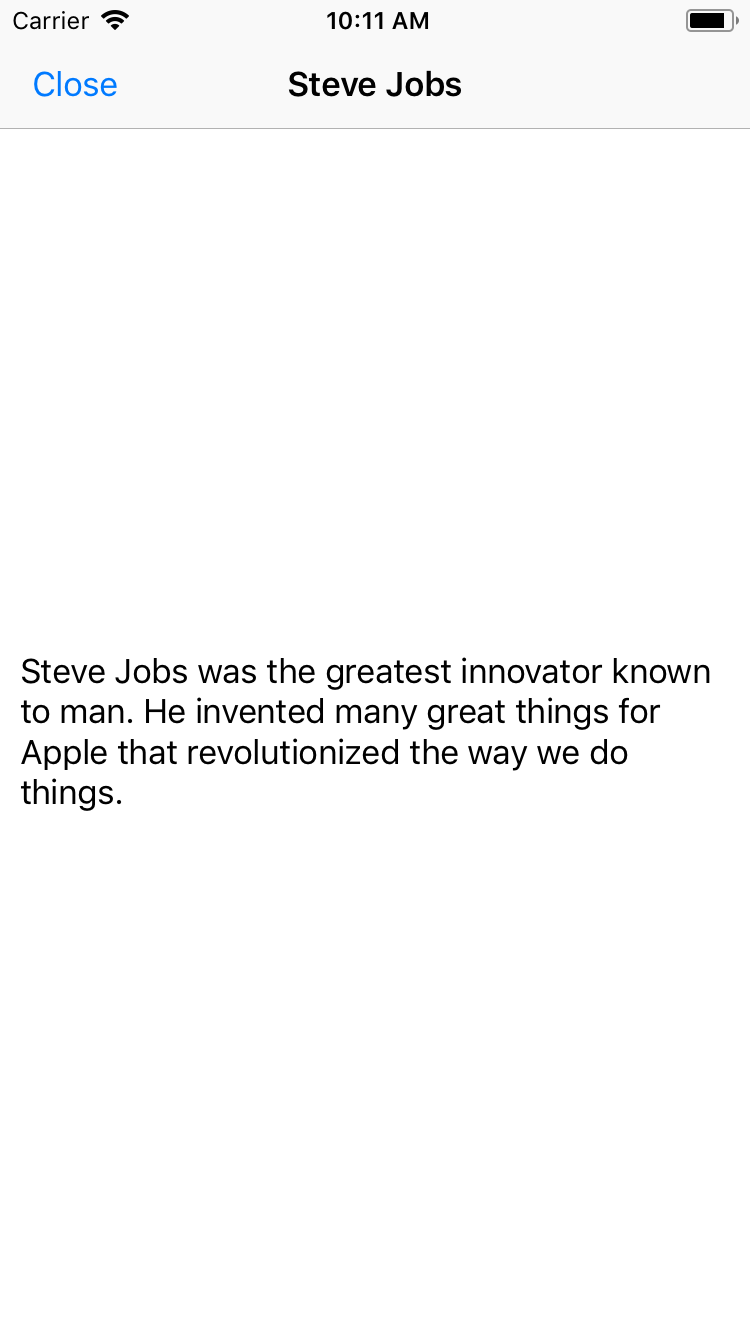 Carrier 10:11 AM
Close Steve Jobs
Steve Jobs was the greatest innovator known
to man. He invented many great things for
Apple that revolutionized the way we do
things.